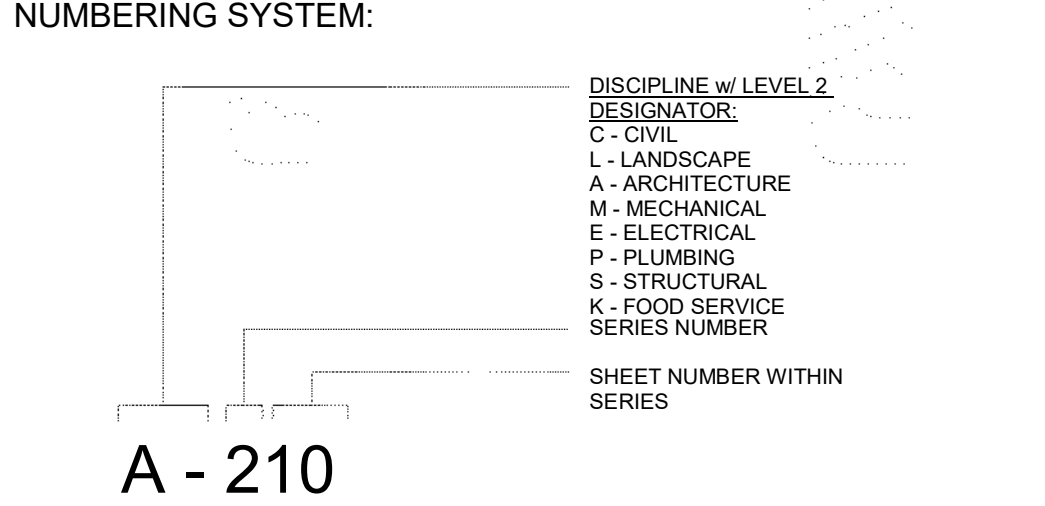 NUMBERING SYSTEM:
DISCIPLINE w/ LEVEL 2
DESIGNATOR:
C - CIVIL
L - LANDSCAPE
A - ARCHITECTURE
M - MECHANICAL
E - ELECTRICAL
P - PLUMBING
S - STRUCTURAL
K - FOOD SERVICE
SERIES NUMBER
SHEET NUMBER WITHIN
SERIES
A - 210